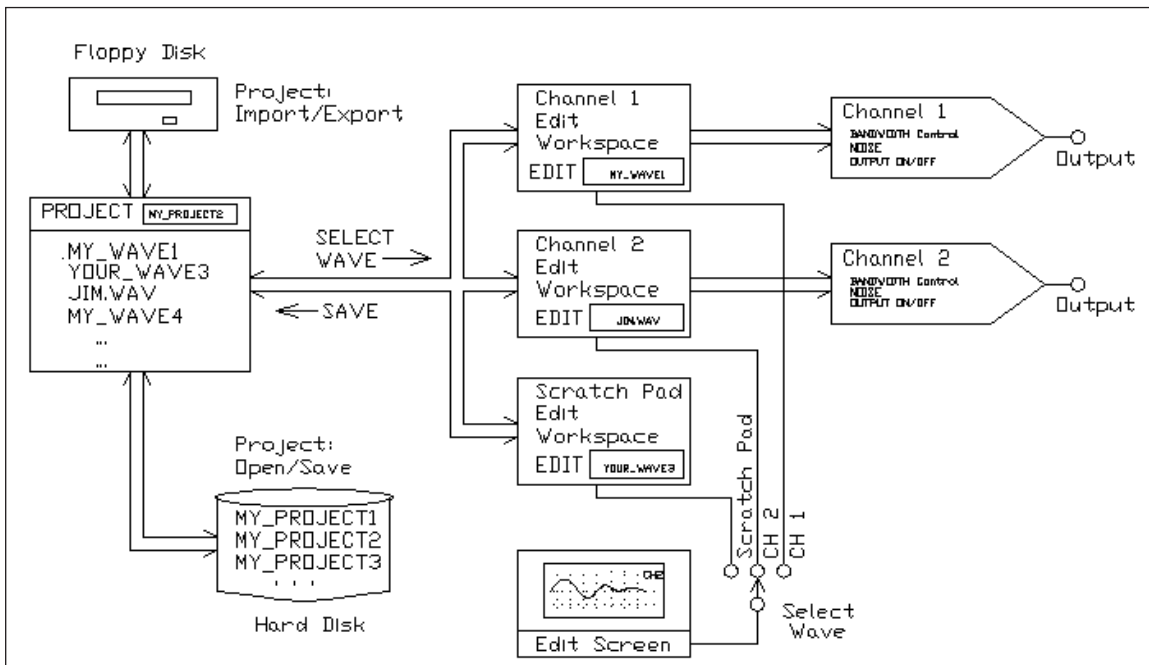 Floppy Disk
Project:
Import/Export
PROJECT MY_PROJECT2
.MY_WAVE1
YOUR_WAVE3
JIM.WAV
MY_WAVE4
...
...
SELECT
WAVE
SAVE
Project:
Open/Save
MY_PROJECT1
MY_PROJECT2
MY_PROJECT3
. . .
Hard Disk
Channel 1
Edit
Workspace
EDIT MY_WAVE1
Channel 2
Edit
Workspace
EDIT JIM.WAV
Scratch Pad
Edit
Workspace
EDIT YOUR_WAVE3
CH2
Edit Screen
Scratch Pad
CH 2
CH 1
Select
Wave
Channel 1
BANDWIDTH Control
NOISE
OUTPUT ON/OFF
Output
Channel 2
BANDWIDTH Control
NOISE
OUTPUT ON/OFF
Output